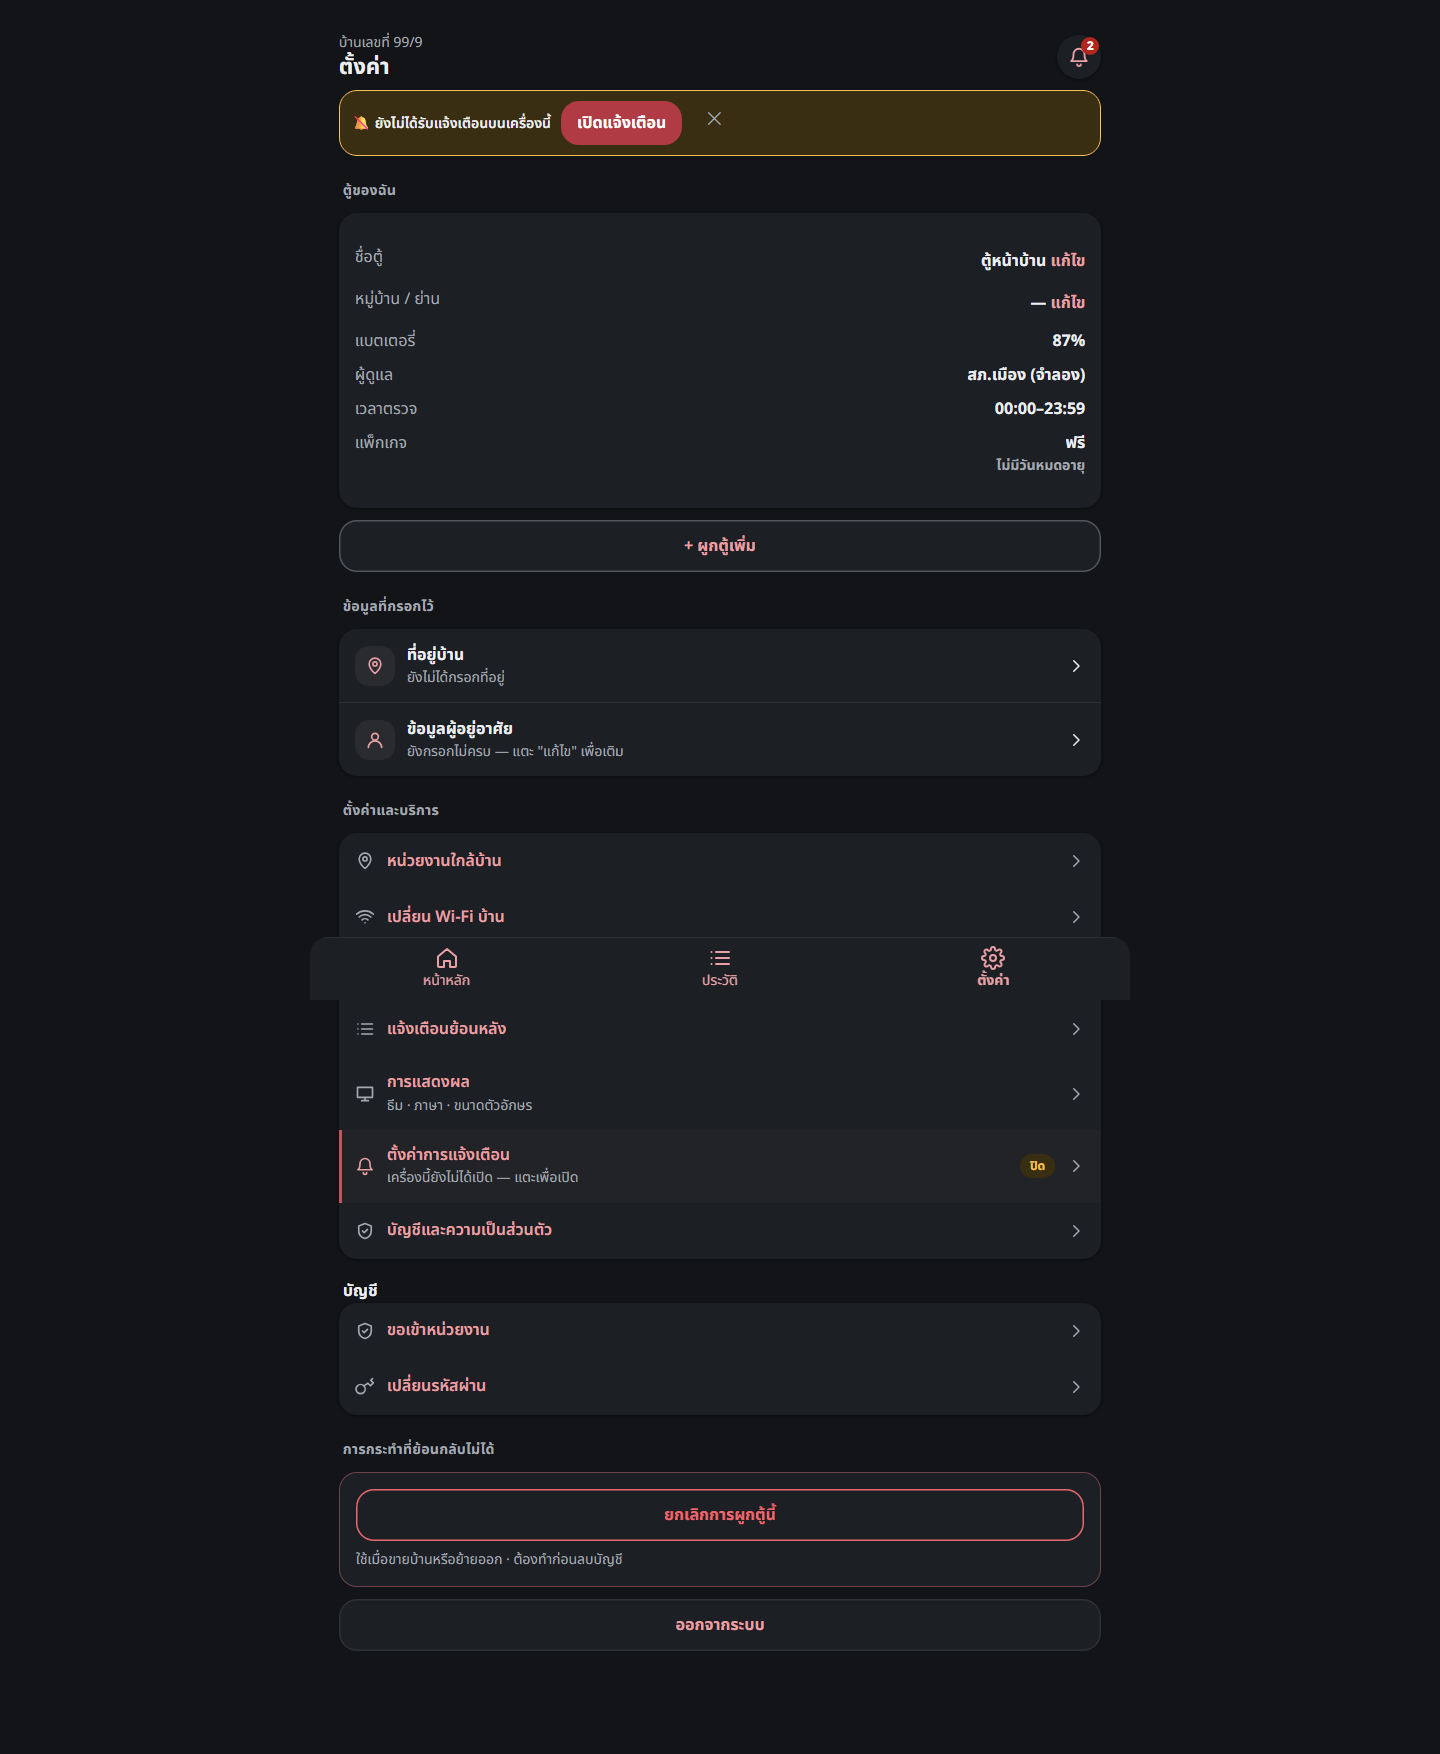 บ้านเลขที่ 99/9
ตั้งค่า
2
ยังไม่ได้รับแจ้งเตือนบนเครื่องนี้
เปิดแจ้งเตือน
ตู้ของฉัน
ชื่อตู้
ตู้หน้าบ้าน แก้ไข
หมู่บ้าน / ย่าน
— แก้ไข
แบตเตอรี่
87%
ผู้ดูแล
สภ.เมือง (จำลอง)
เวลาตรวจ
00:00–23:59
แพ็กเกจ
ฟรี
ไม่มีวันหมดอายุ
+ ผูกตู้เพิ่ม
ข้อมูลที่กรอกไว้
ที่อยู่บ้าน
ยังไม่ได้กรอกที่อยู่
ข้อมูลผู้อยู่อาศัย
ยังกรอกไม่ครบ — แตะ "แก้ไข" เพื่อเติม
ตั้งค่าและบริการ
หน่วยงานใกล้บ้าน
เปลี่ยน Wi-Fi บ้าน
หน้าหลัก
ประวัติ
ตั้งค่า
แจ้งเตือนย้อนหลัง
การแสดงผล
ธีม · ภาษา · ขนาดตัวอักษร
ตั้งค่าการแจ้งเตือน
เครื่องนี้ยังไม่ได้เปิด — แตะเพื่อเปิด
ปิด
บัญชีและความเป็นส่วนตัว
บัญชี
ขอเข้าหน่วยงาน
เปลี่ยนรหัสผ่าน
การกระทำที่ย้อนกลับไม่ได้
ยกเลิกการผูกตู้นี้
ใช้เมื่อขายบ้านหรือย้ายออก · ต้องทำก่อนลบบัญชี
ออกจากระบบ